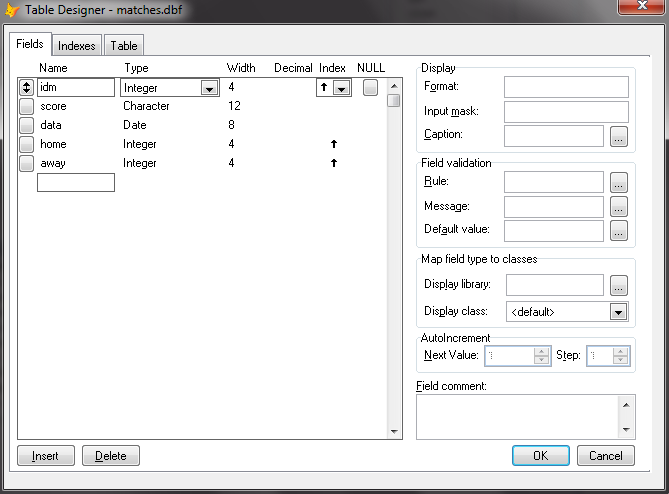 Table Designer - matches.dbf
Fields Indexes Table
Name Type Width Decimal Index NULL
idm Integer 4
score Character 12
data Date 8
home Integer 4
away Integer 4
Display
Format:
Input mask:
Caption: ...
Field validation
Rule: ...
Message: ...
Default value: ...
Map field type to classes
Display library: ...
Display class: <default>
AutoIncrement
Next Value: 1 Step: 1
Field comment:
Insert Delete OK Cancel